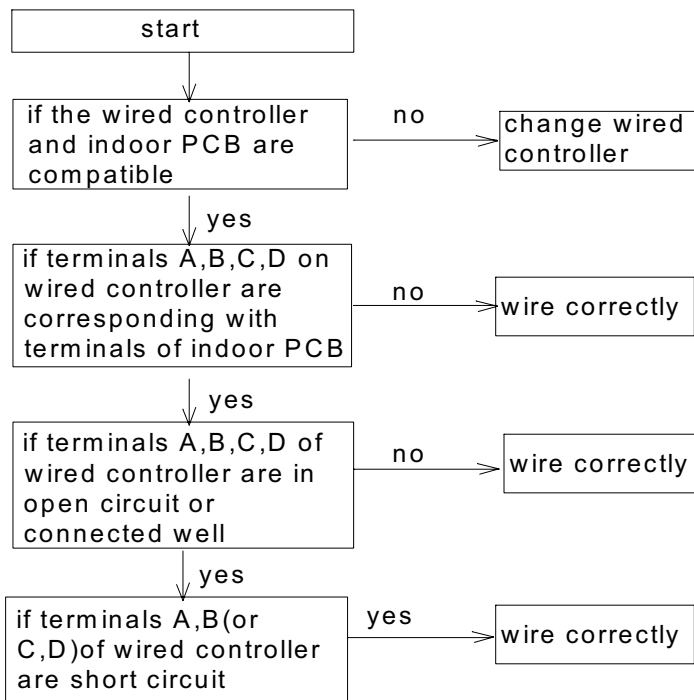 start
if the wired controller
and indoor PCB are
compatible
no
change wired
controller
yes
if terminals A,B,C,D on
wired controller are
corresponding with
terminals of indoor PCB
no
wire correctly
yes
if terminals A,B,C,D of
wired controller are in
open circuit or
connected well
no
wire correctly
yes
if terminals A,B(or
C,D)of wired controller
are short circuit
yes
wire correctly